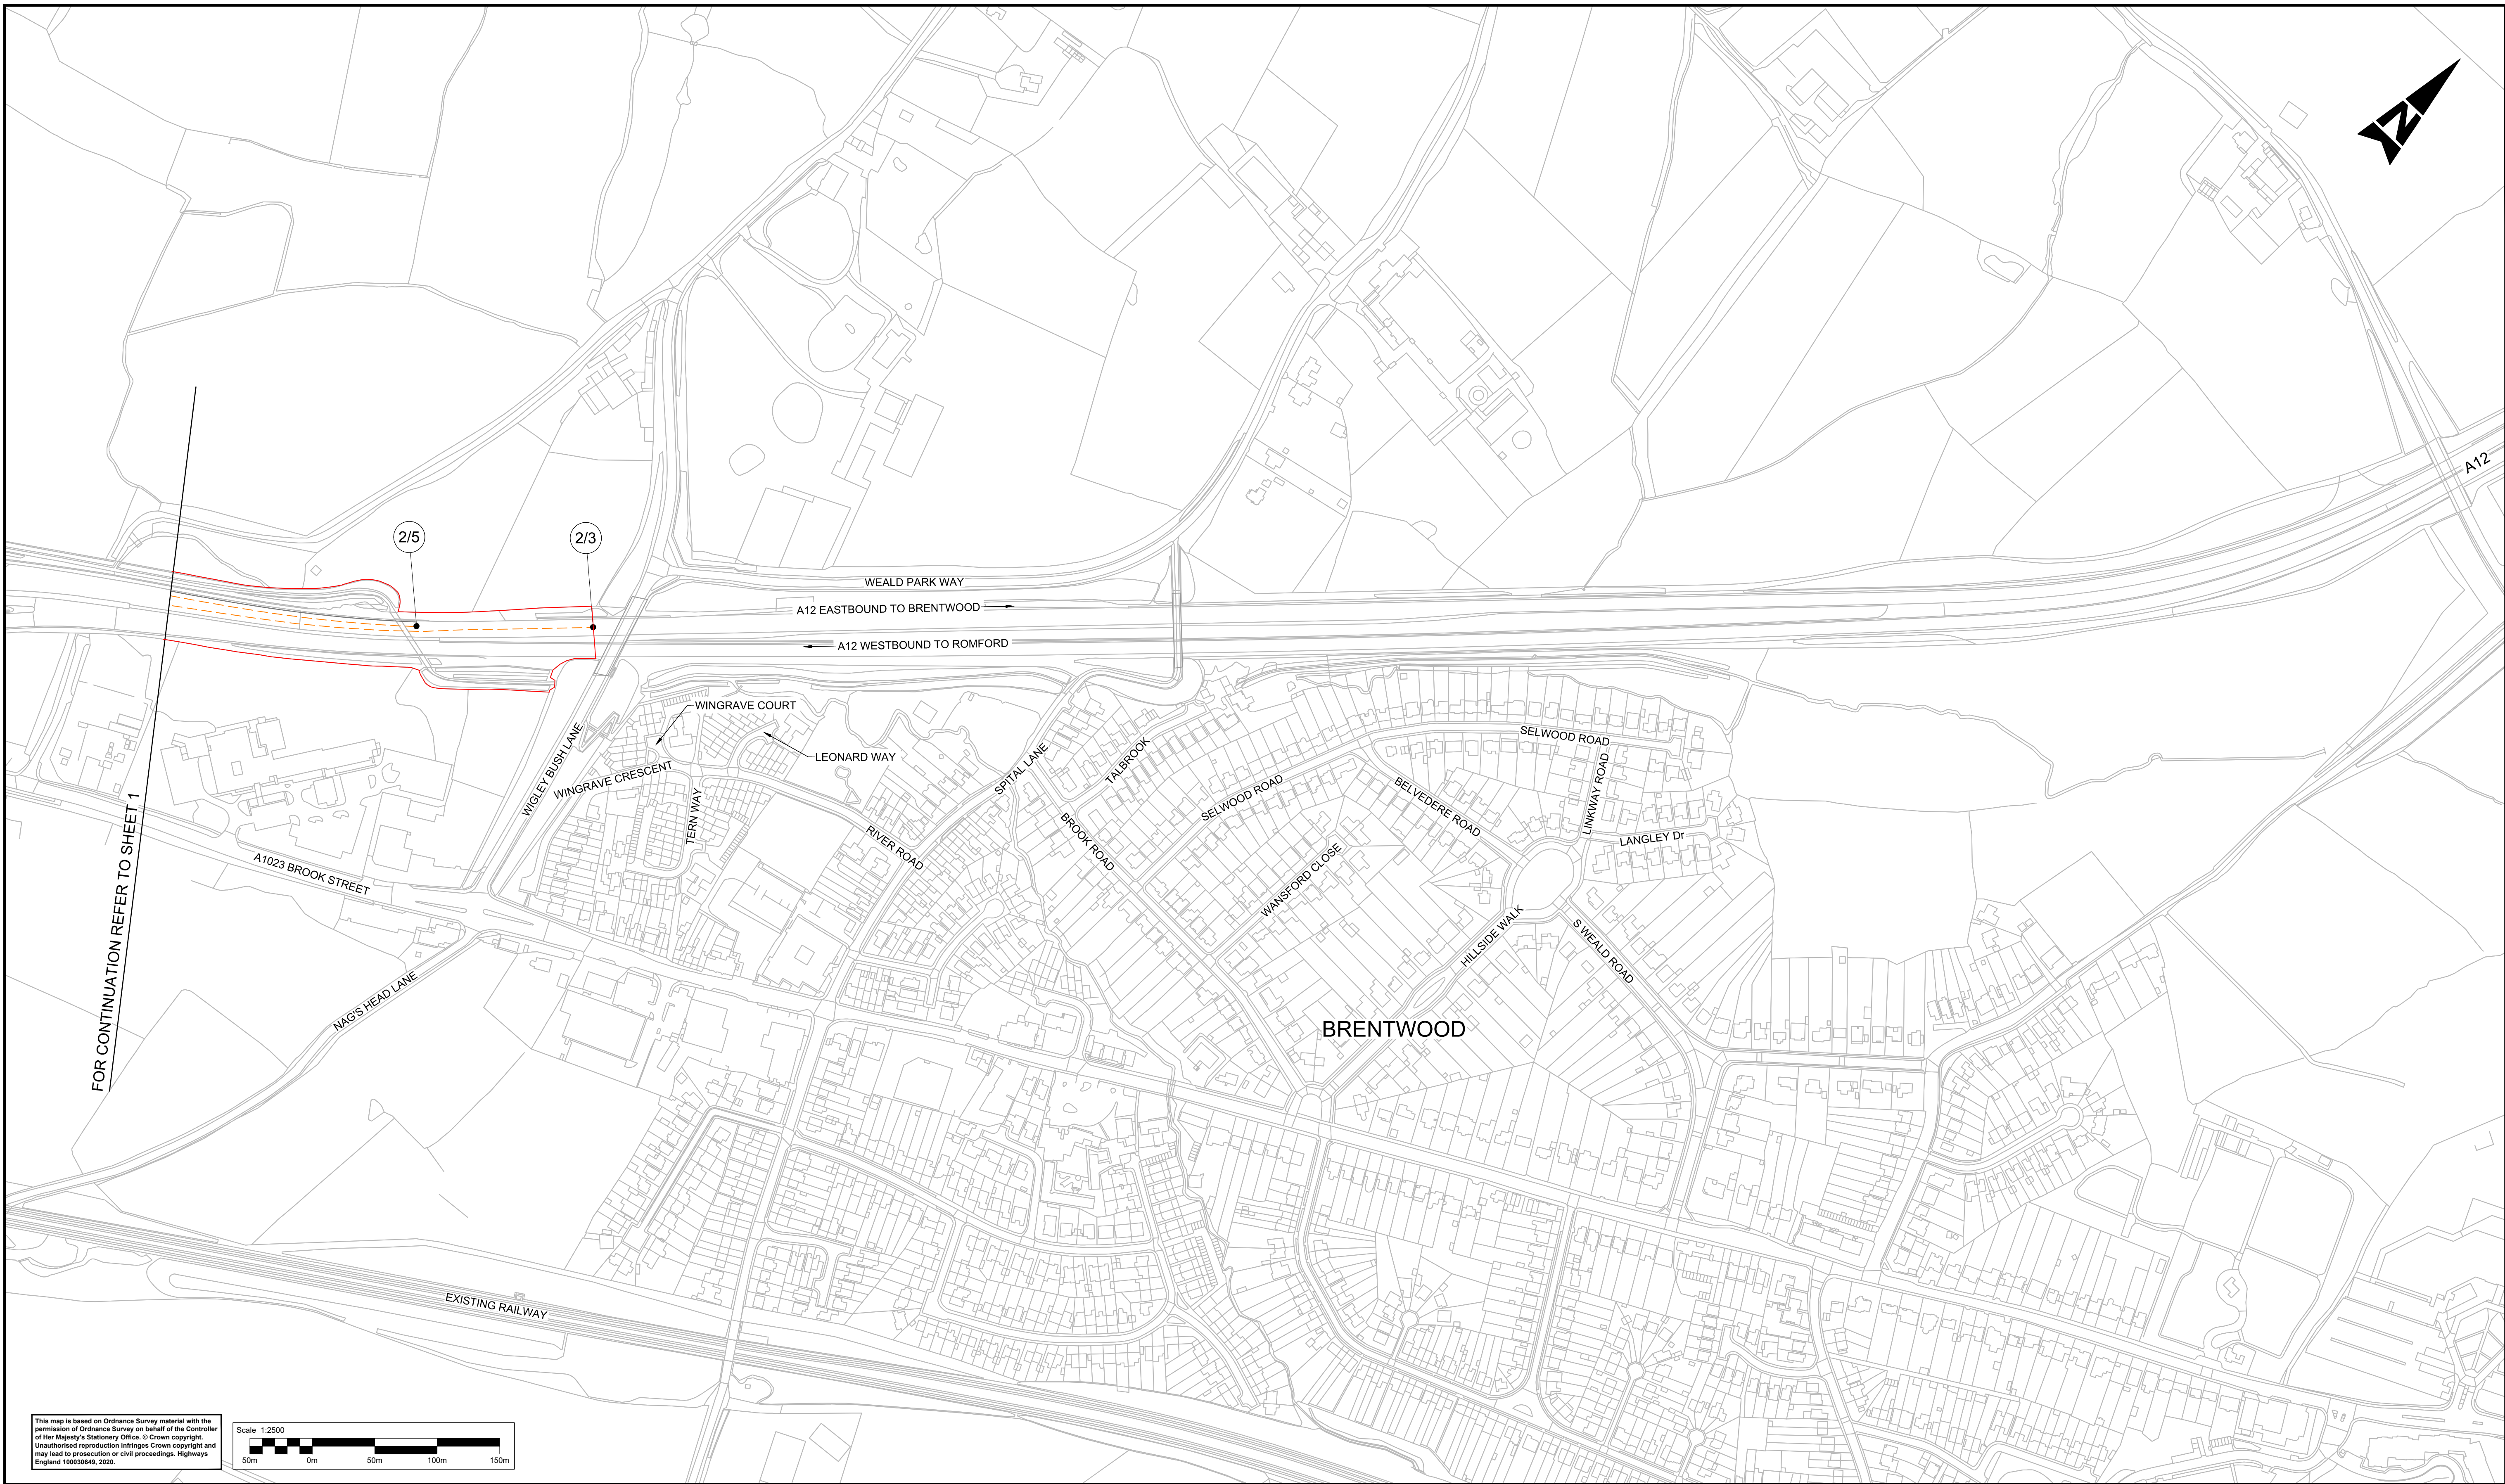 N
A12
2/5
2/3
WEALD PARK WAY
A12 EASTBOUND TO BRENTWOOD
A12 WESTBOUND TO ROMFORD
WINGRAVE COURT
LEONARD WAY
WIGLEY BUSH LANE
WINGRAVE CRESCENT
TERN WAY
RIVER ROAD
SPITAL LANE
TALBROOK
BROOK ROAD
SELWOOD ROAD
SELWOOD ROAD
BELVEDERE ROAD
LINKWAY ROAD
LANGLEY Dr
WANSFORD CLOSE
HILLSIDE WALK
S WEALD ROAD
A1023 BROOK STREET
FOR CONTINUATION REFER TO SHEET 1
NAG'S HEAD LANE
BRENTWOOD
EXISTING RAILWAY
This map is based on Ordnance Survey material with the
permission of Ordnance Survey on behalf of the Controller
of Her Majesty's Stationery Office. © Crown copyright.
Unauthorised reproduction infringes Crown copyright and
may lead to prosecution or civil proceedings. Highways
England 100030649, 2020.
Scale 1:2500
50m 0m 50m 100m 150m